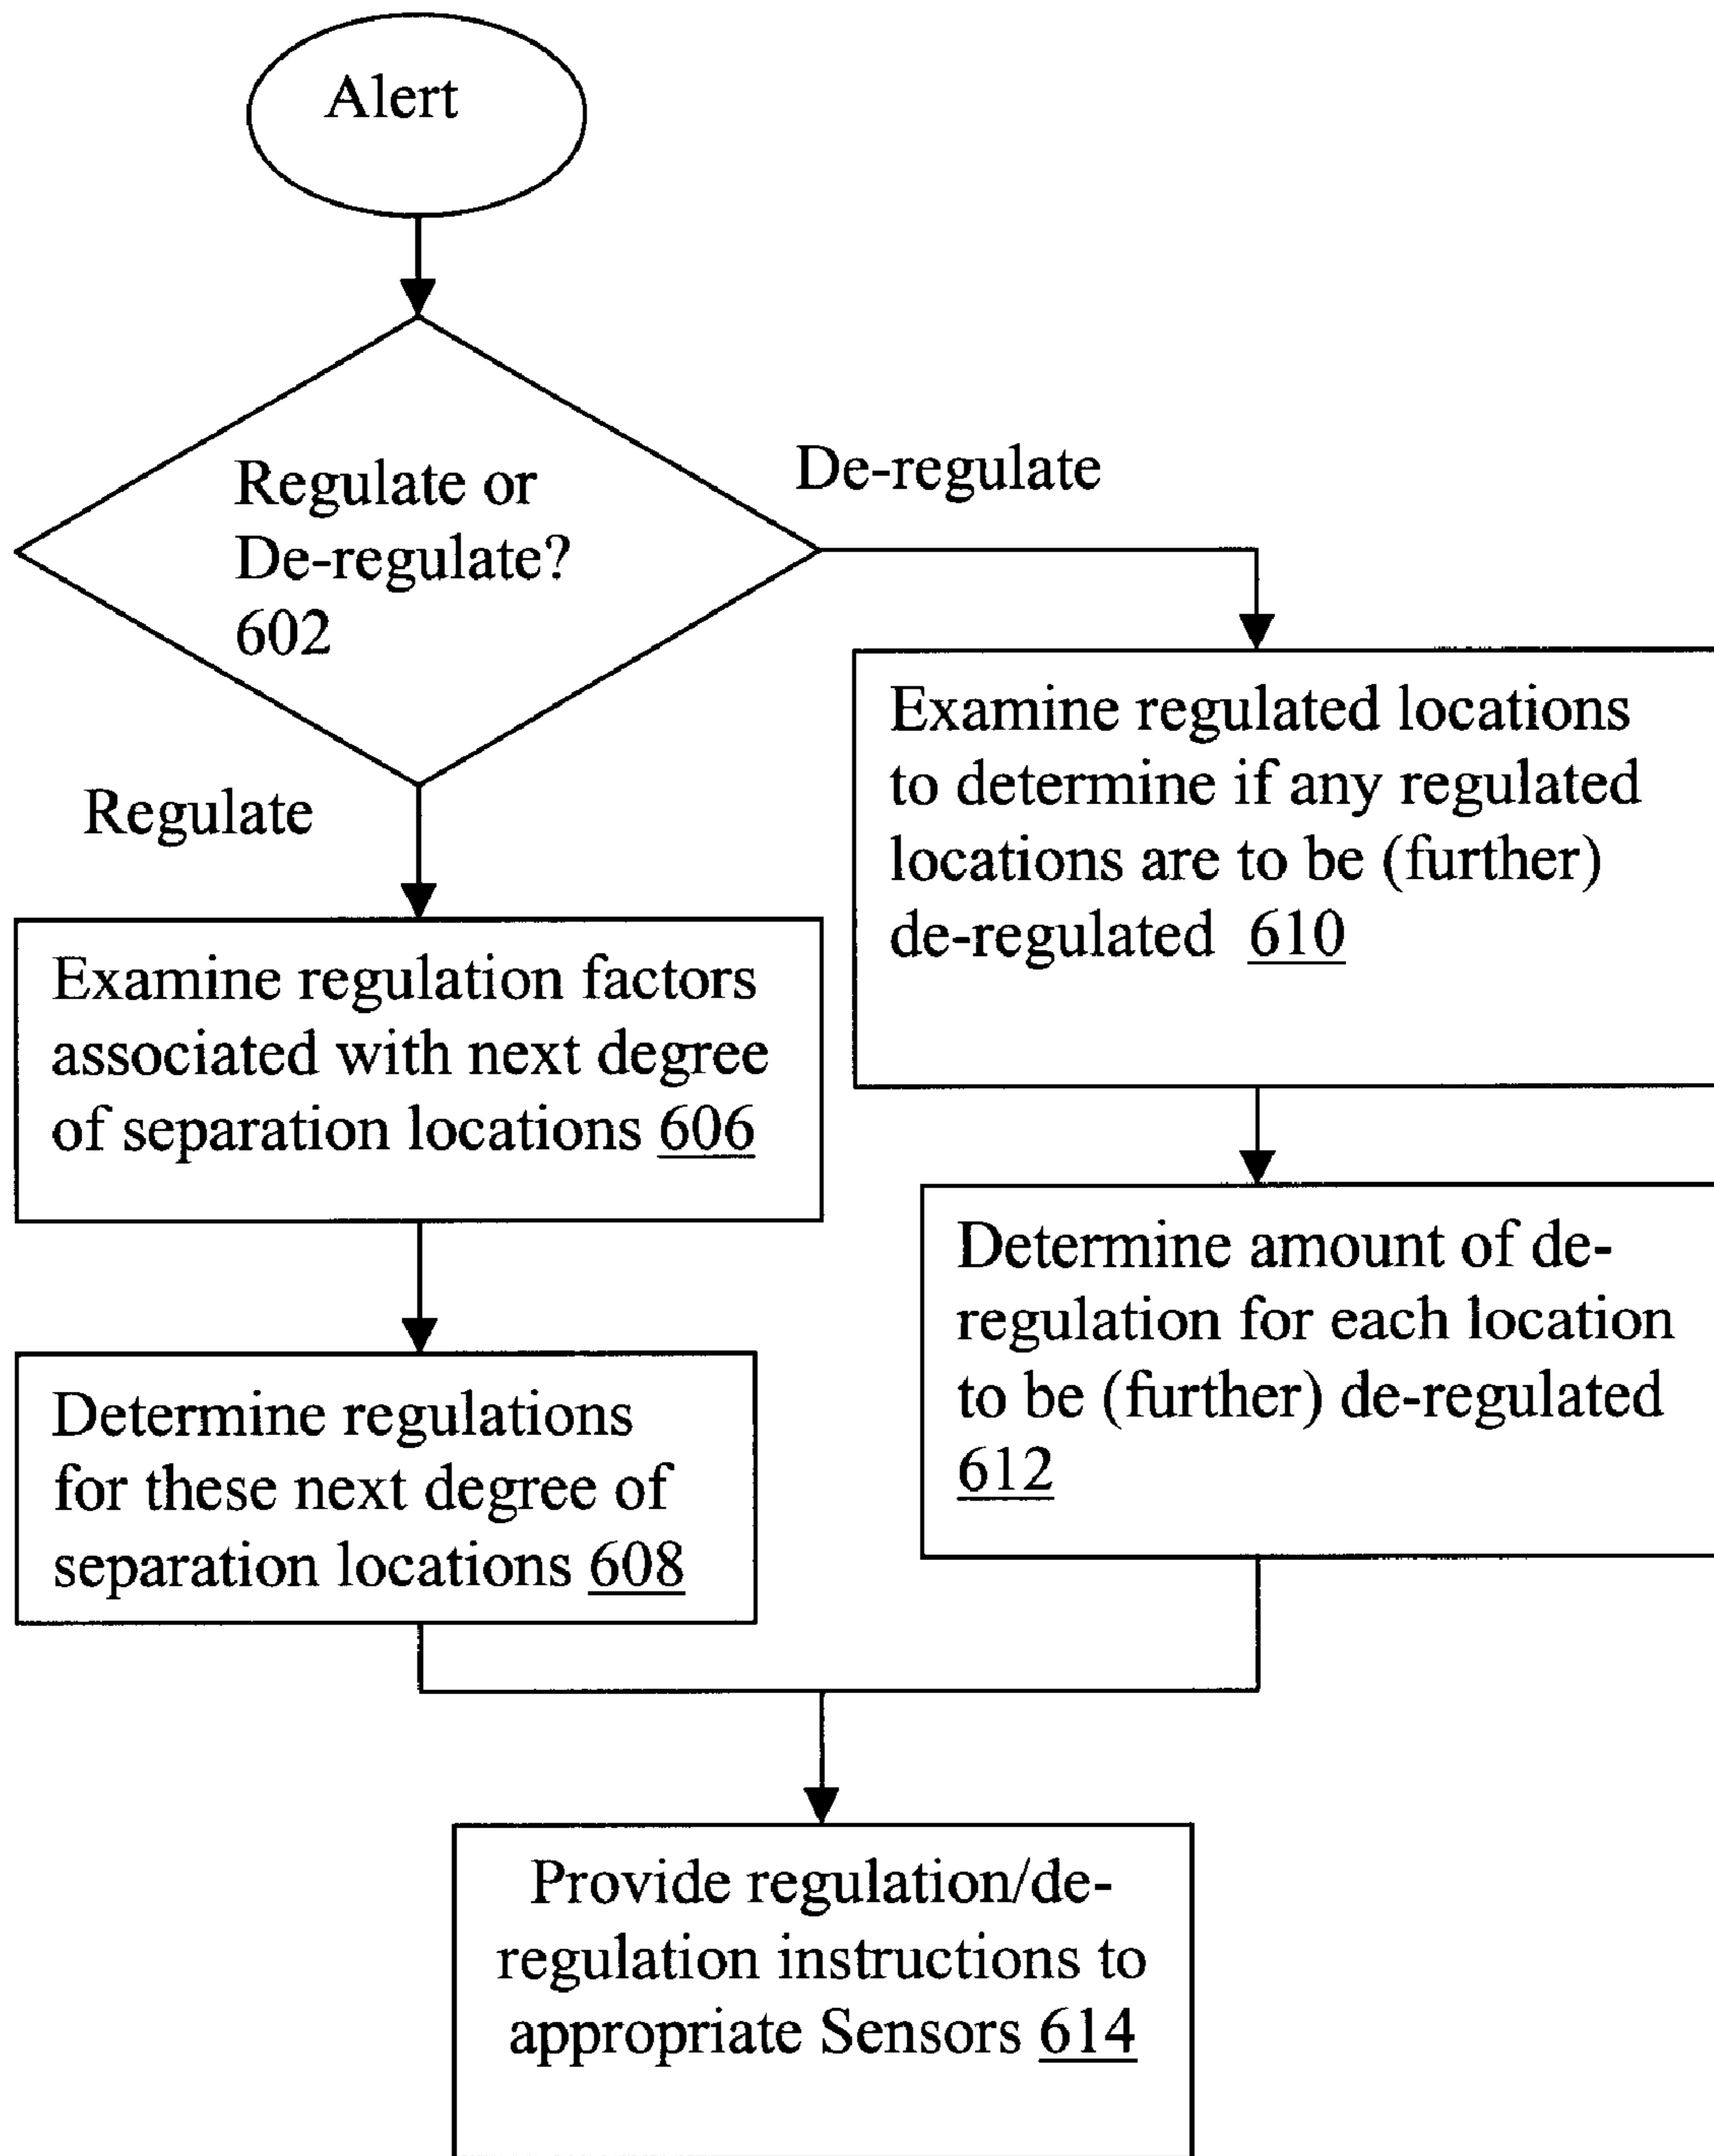 Alert
Regulate or
De-regulate?
602
De-regulate
Regulate
Examine regulated locations
to determine if any regulated
locations are to be (further)
de-regulated 610
Examine regulation factors
associated with next degree
of separation locations 606
Determine amount of de-
regulation for each location
to be (further) de-regulated
612
Determine regulations
for these next degree of
separation locations 608
Provide regulation/de-
regulation instructions to
appropriate Sensors 614